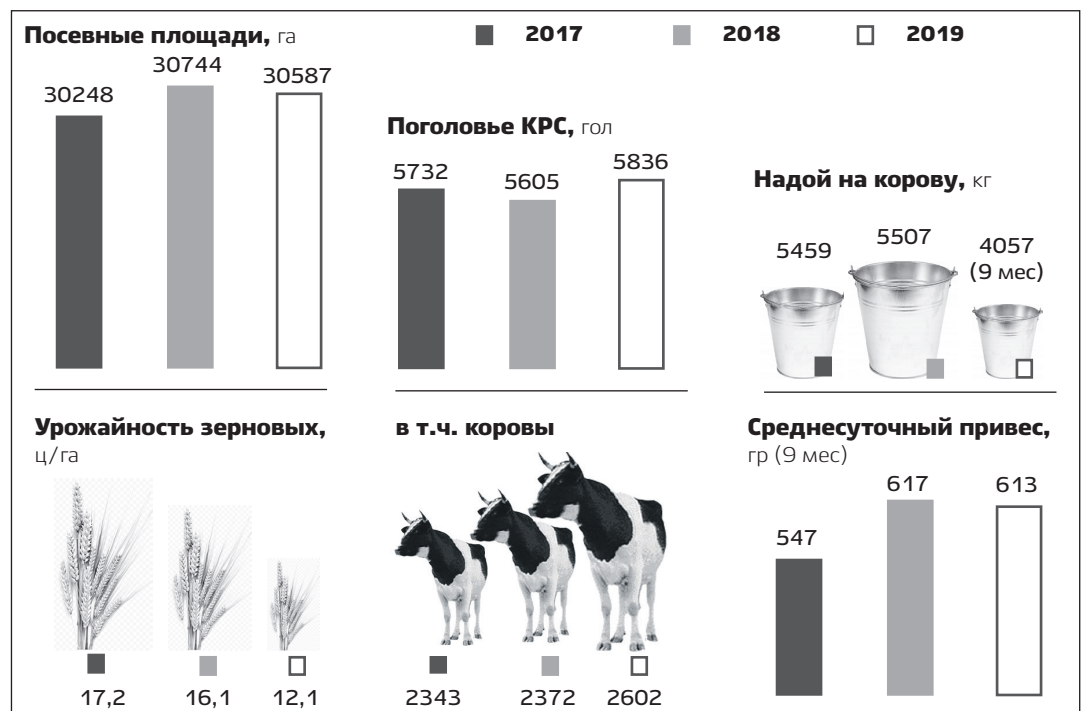 Посевные площади, га
2017
2018
2019
30248
30744
30587
Поголовье КРС, гол
5732
5605
5836
Надой на корову, кг
5459
5507
4057
(9 мес)
Урожайность зерновых,
ц/га
17,2
16,1
12,1
в т.ч. коровы
2343
2372
2602
Среднесуточный привес,
гр (9 мес)
547
617
613